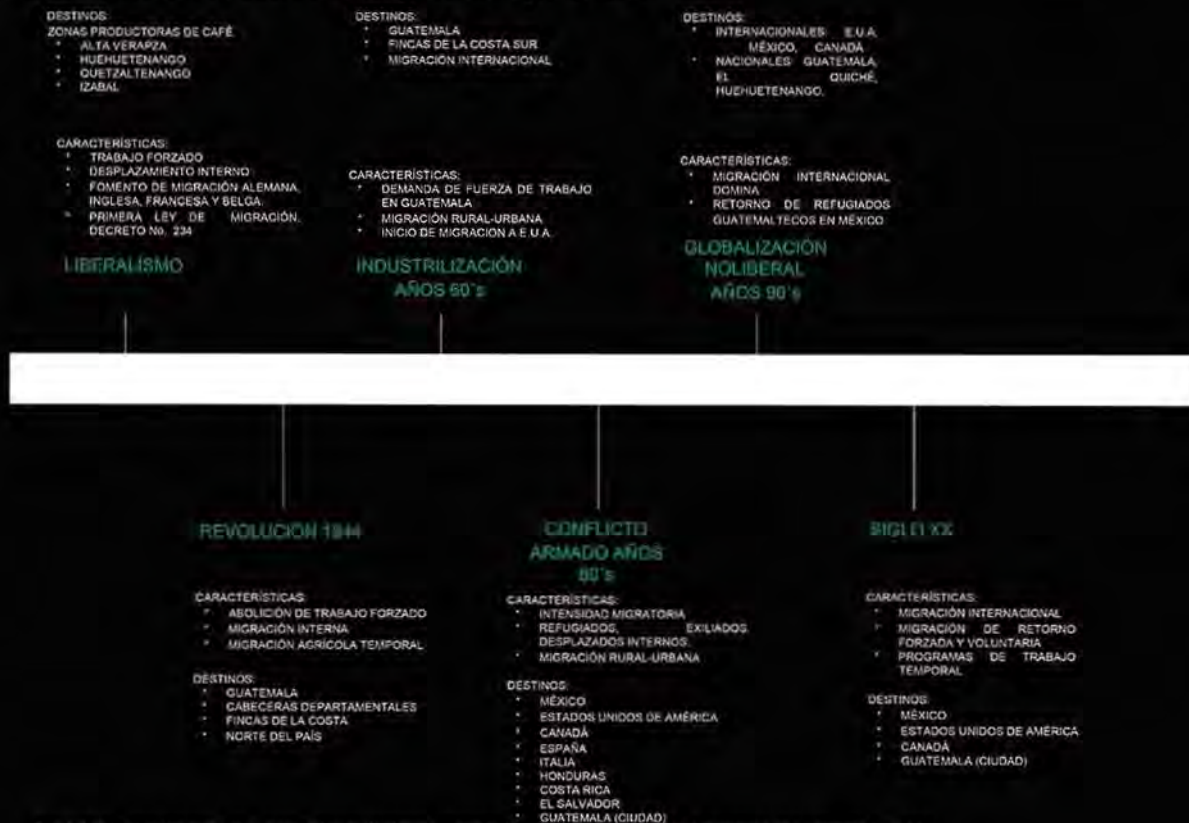 DESTINOS:
ZONAS PRODUCTORAS DE CAFÉ
* ALTA VERAPZA
* HUEHUETENANGO
* QUETZALTENANGO
* IZABAL
CARACTERÍSTICAS:
* TRABAJO FORZADO
* DESPLAZAMIENTO INTERNO
* FOMENTO DE MIGRACIÓN ALEMANA,
INGLESA, FRANCESA Y BELGA.
* PRIMERA LEY DE MIGRACIÓN.
DECRETO No. 234
LIBERALISMO
DESTINOS:
* GUATEMALA
* FINCAS DE LA COSTA SUR
* MIGRACIÓN INTERNACIONAL
CARACTERÍSTICAS:
* DEMANDA DE FUERZA DE TRABAJO
EN GUATEMALA
* MIGRACIÓN RURAL-URBANA
* INICIO DE MIGRACION A E.U.A.
INDUSTRILIZACIÓN
AÑOS 60´s
DESTINOS:
* INTERNACIONALES E.U.A.
MÉXICO, CANADÁ
* NACIONALES GUATEMALA,
EL QUICHÉ,
HUEHUETENANGO.
CARACTERÍSTICAS:
* MIGRACIÓN INTERNACIONAL
DOMINA
* RETORNO DE REFUGIADOS
GUATEMALTECOS EN MÉXICO
GLOBALIZACIÓN
NOLIBERAL
AÑOS 90´s
REVOLUCIÓN 1944
CARACTERÍSTICAS:
* ABOLICIÓN DE TRABAJO FORZADO
* MIGRACIÓN INTERNA
* MIGRACIÓN AGRÍCOLA TEMPORAL
DESTINOS:
* GUATEMALA
* CABECERAS DEPARTAMENTALES
* FINCAS DE LA COSTA
* NORTE DEL PAÍS
CONFLICTO
ARMADO AÑOS
CARACTERÍSTICAS:
* INTENSIDAD MIGRATORIA
* REFUGIADOS, EXILIADOS
DESPLAZADOS INTERNOS
* MIGRACIÓN RURAL-URBANA
DESTINOS:
* MÉXICO
* ESTADOS UNIDOS DE AMÉRICA
* CANADÁ
* ESPAÑA
* ITALIA
* HONDURAS
* COSTA RICA
* EL SALVADOR
* GUATEMALA (CIUDAD)
SIGLO XX
CARACTERÍSTICAS:
* MIGRACIÓN INTERNACIONAL
* MIGRACIÓN DE RETORNO
FORZADA Y VOLUNTARIA
* PROGRAMAS DE TRABAJO
TEMPORAL
DESTINOS:
* MÉXICO
* ESTADOS UNIDOS DE AMÉRICA
* CANADÁ
* GUATEMALA (CIUDAD)